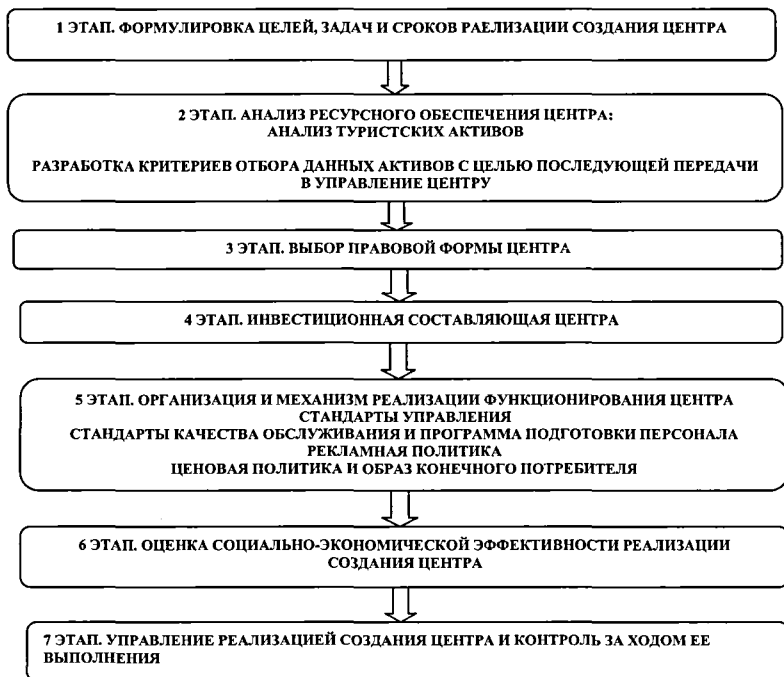 1 ЭТАП. ФОРМУЛИРОВКА ЦЕЛЕЙ, ЗАДАЧ И СРОКОВ РАЕЛИЗАЦИИ СОЗДАНИЯ ЦЕНТРА
2 ЭТАП. АНАЛИЗ РЕСУРСНОГО ОБЕСПЕЧЕНИЯ ЦЕНТРА:
АНАЛИЗ ТУРИСТСКИХ АКТИВОВ
РАЗРАБОТКА КРИТЕРИЕВ ОТБОРА ДАННЫХ АКТИВОВ С ЦЕЛЬЮ ПОСЛЕДУЮЩЕЙ ПЕРЕДАЧИ
В УПРАВЛЕНИЕ ЦЕНТРУ
3 ЭТАП. ВЫБОР ПРАВОВОЙ ФОРМЫ ЦЕНТРА
4 ЭТАП. ИНВЕСТИЦИОННАЯ СОСТАВЛЯЮЩАЯ ЦЕНТРА
5 ЭТАП. ОРГАНИЗАЦИЯ И МЕХАНИЗМ РЕАЛИЗАЦИИ ФУНКЦИОНИРОВАНИЯ ЦЕНТРА
СТАНДАРТЫ УПРАВЛЕНИЯ
СТАНДАРТЫ КАЧЕСТВА ОБСЛУЖИВАНИЯ И ПРОГРАММА ПОДГОТОВКИ ПЕРСОНАЛА
РЕКЛАМНАЯ ПОЛИТИКА
ЦЕНОВАЯ ПОЛИТИКА И ОБРАЗ КОНЕЧНОГО ПОТРЕБИТЕЛЯ
6 ЭТАП. ОЦЕНКА СОЦИАЛЬНО-ЭКОНОМИЧЕСКОЙ ЭФФЕКТИВНОСТИ РЕАЛИЗАЦИИ
СОЗДАНИЯ ЦЕНТРА
7 ЭТАП. УПРАВЛЕНИЕ РЕАЛИЗАЦИЕЙ СОЗДАНИЯ ЦЕНТРА И КОНТРОЛЬ ЗА ХОДОМ ЕЕ
ВЫПОЛНЕНИЯ